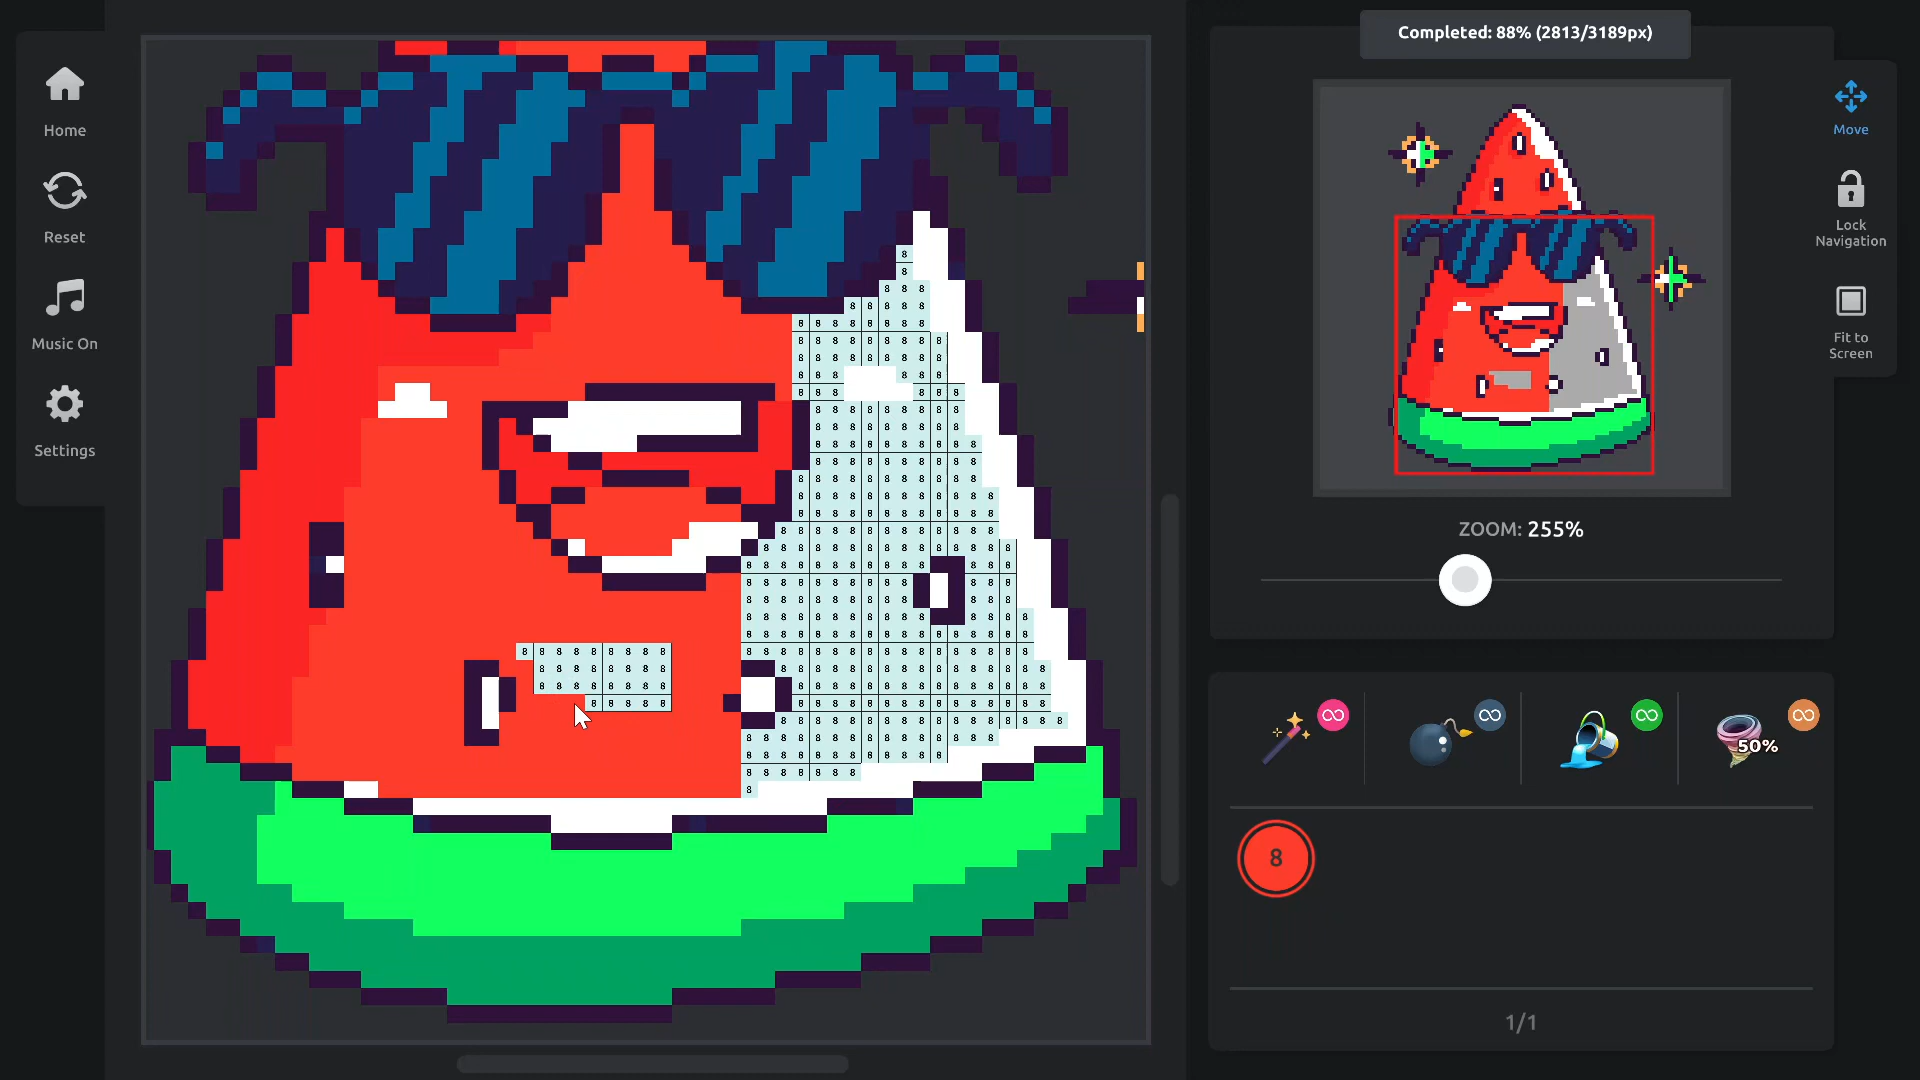 Completed: 88% (2813/3189px)
Home
Reset
Music On
Settings
Move
Lock
Navigation
Fit to
Screen
ZOOM: 255%
50%
8
1/1